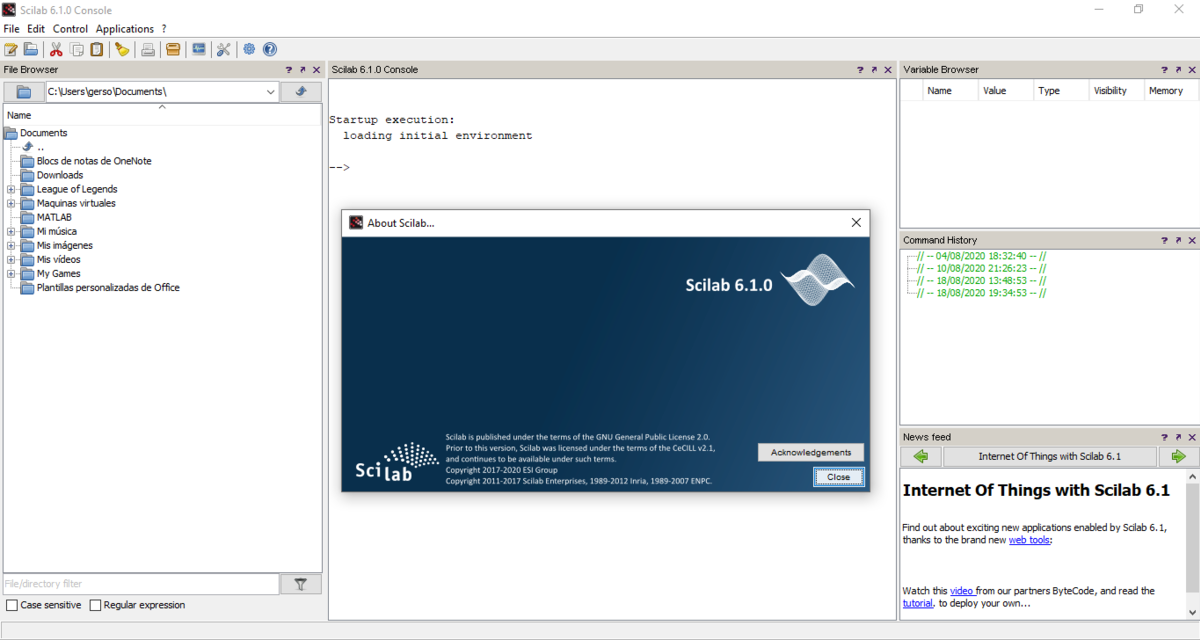 Scilab 6.1.0 Console
File Edit Control Applications ?
File Browser ? Scilab 6.1.0 Console ? Variable Browser ?
C:\Users\gerso\Documents\
Name
Documents
..
Blocs de notas de OneNote
Downloads
League of Legends
Maquinas virtuales
MATLAB
Mi música
Mis imágenes
Mis vídeos
My Games
Plantillas personalizadas de Office
File/directory filter
Case sensitive Regular expression
Startup execution:
loading initial environment
-->
About Scilab...
Scilab 6.1.0
Scilab
Scilab is published under the terms of the GNU General Public License 2.0.
Prior to this version, Scilab was licensed under the terms of the CeCILL v2.1,
and continues to be available under such terms.
Copyright 2017-2020 ESI Group
Copyright 2011-2017 Scilab Enterprises, 1989-2012 Inria, 1989-2007 ENPC.
Acknowledgements
Close
Name Value Type Visibility Memory
Command History ?
// -- 04/08/2020 18:32:40 -- //
// -- 10/08/2020 21:26:23 -- //
// -- 18/08/2020 13:48:53 -- //
// -- 18/08/2020 19:34:53 -- //
News feed ?
Internet Of Things with Scilab 6.1
Internet Of Things with Scilab 6.1
Find out about exciting new applications enabled by Scilab 6.1,
thanks to the brand new web tools:
Watch this video from our partners ByteCode, and read the
tutorial, to deploy your own...